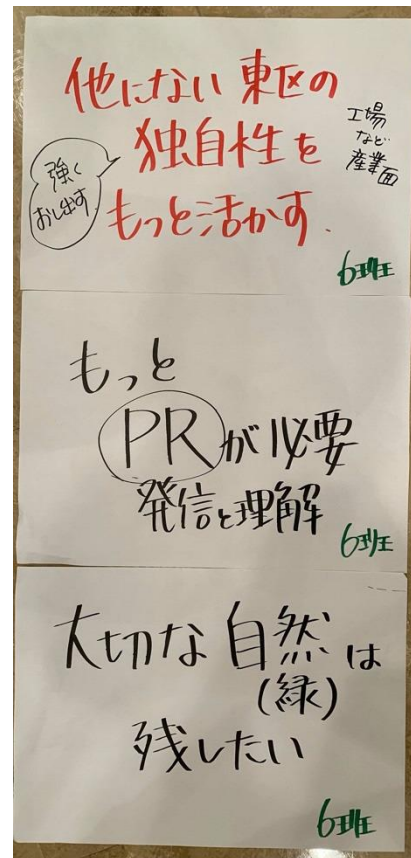 他にない東区の
独自性を
もっと活かす.
強く
おし出す
工場
など
産業面
6班
もっと
PRが必要
発信と理解
6班
大切な自然は
(緑)
残したい
6班